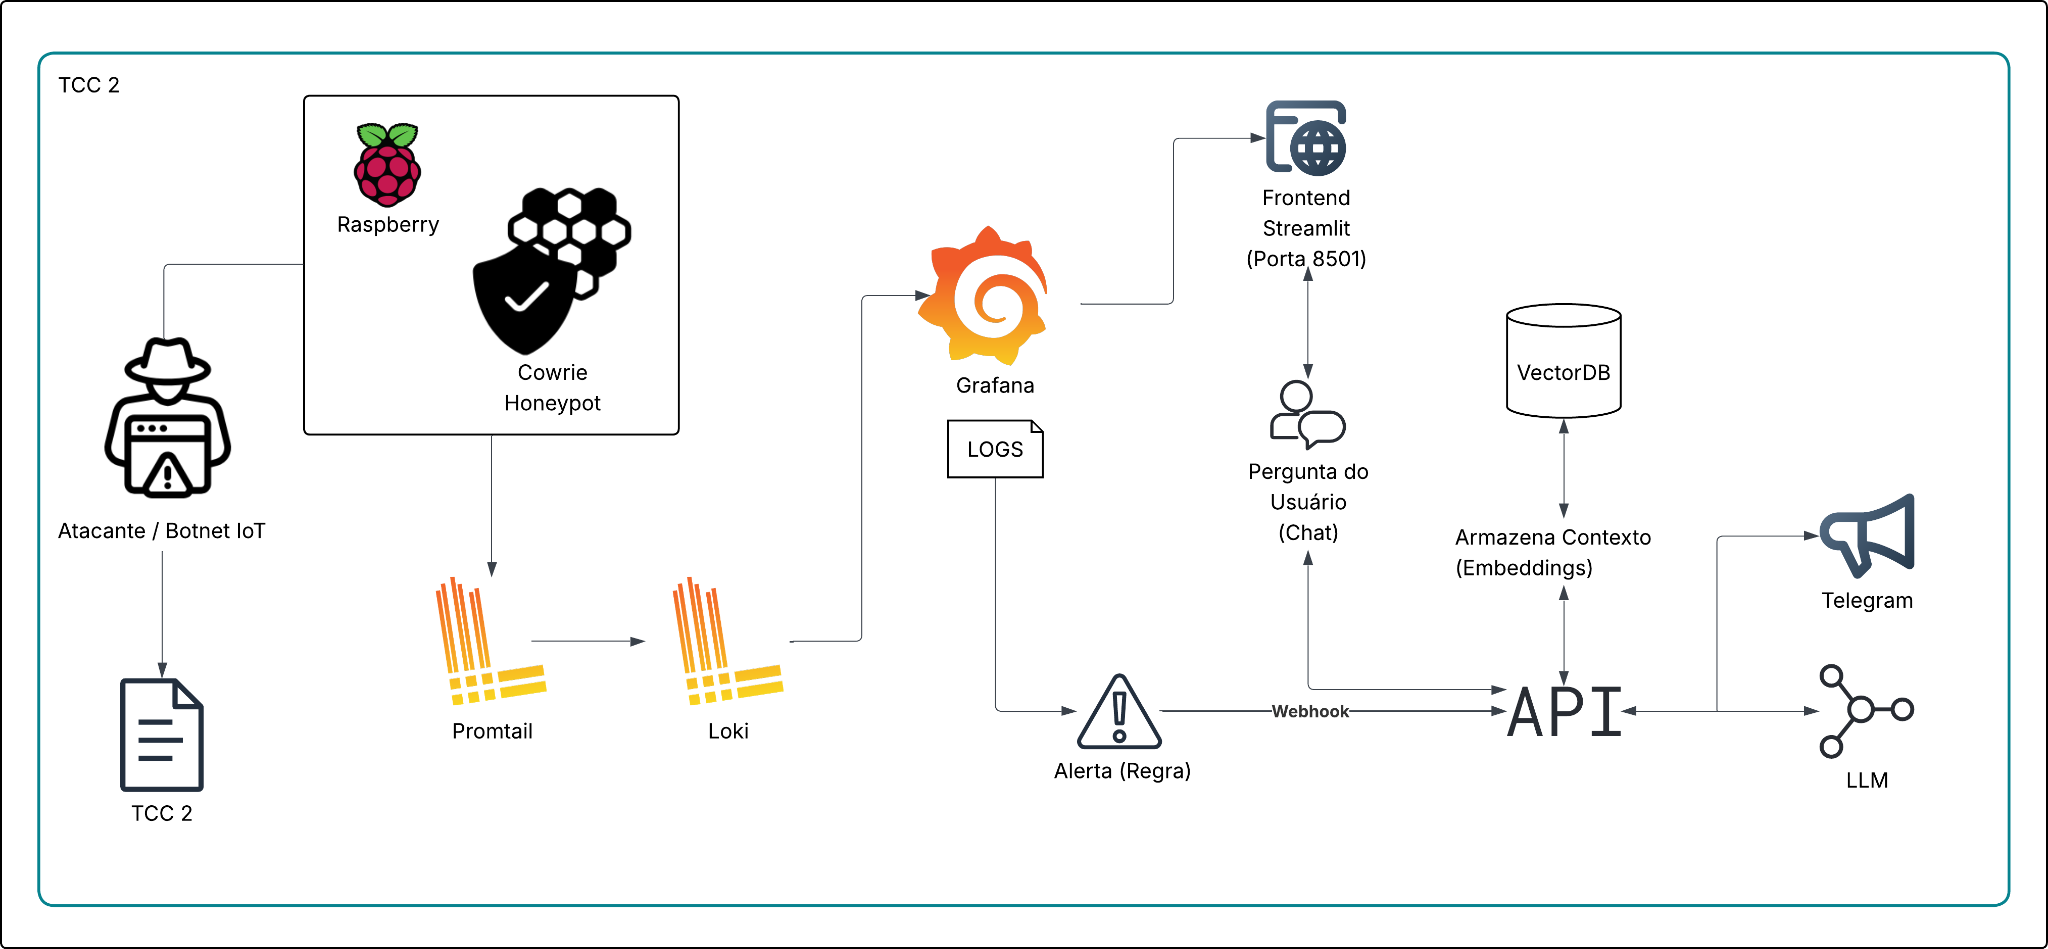 TCC 2
Raspberry
Cowrie
Honeypot
Atacante / Botnet IoT
TCC 2
Promtail
Loki
Grafana
LOGS
Alerta (Regra)
Webhook
Frontend
Streamlit
(Porta 8501)
Pergunta do
Usuário
(Chat)
VectorDB
Armazena Contexto
(Embeddings)
API
Telegram
LLM